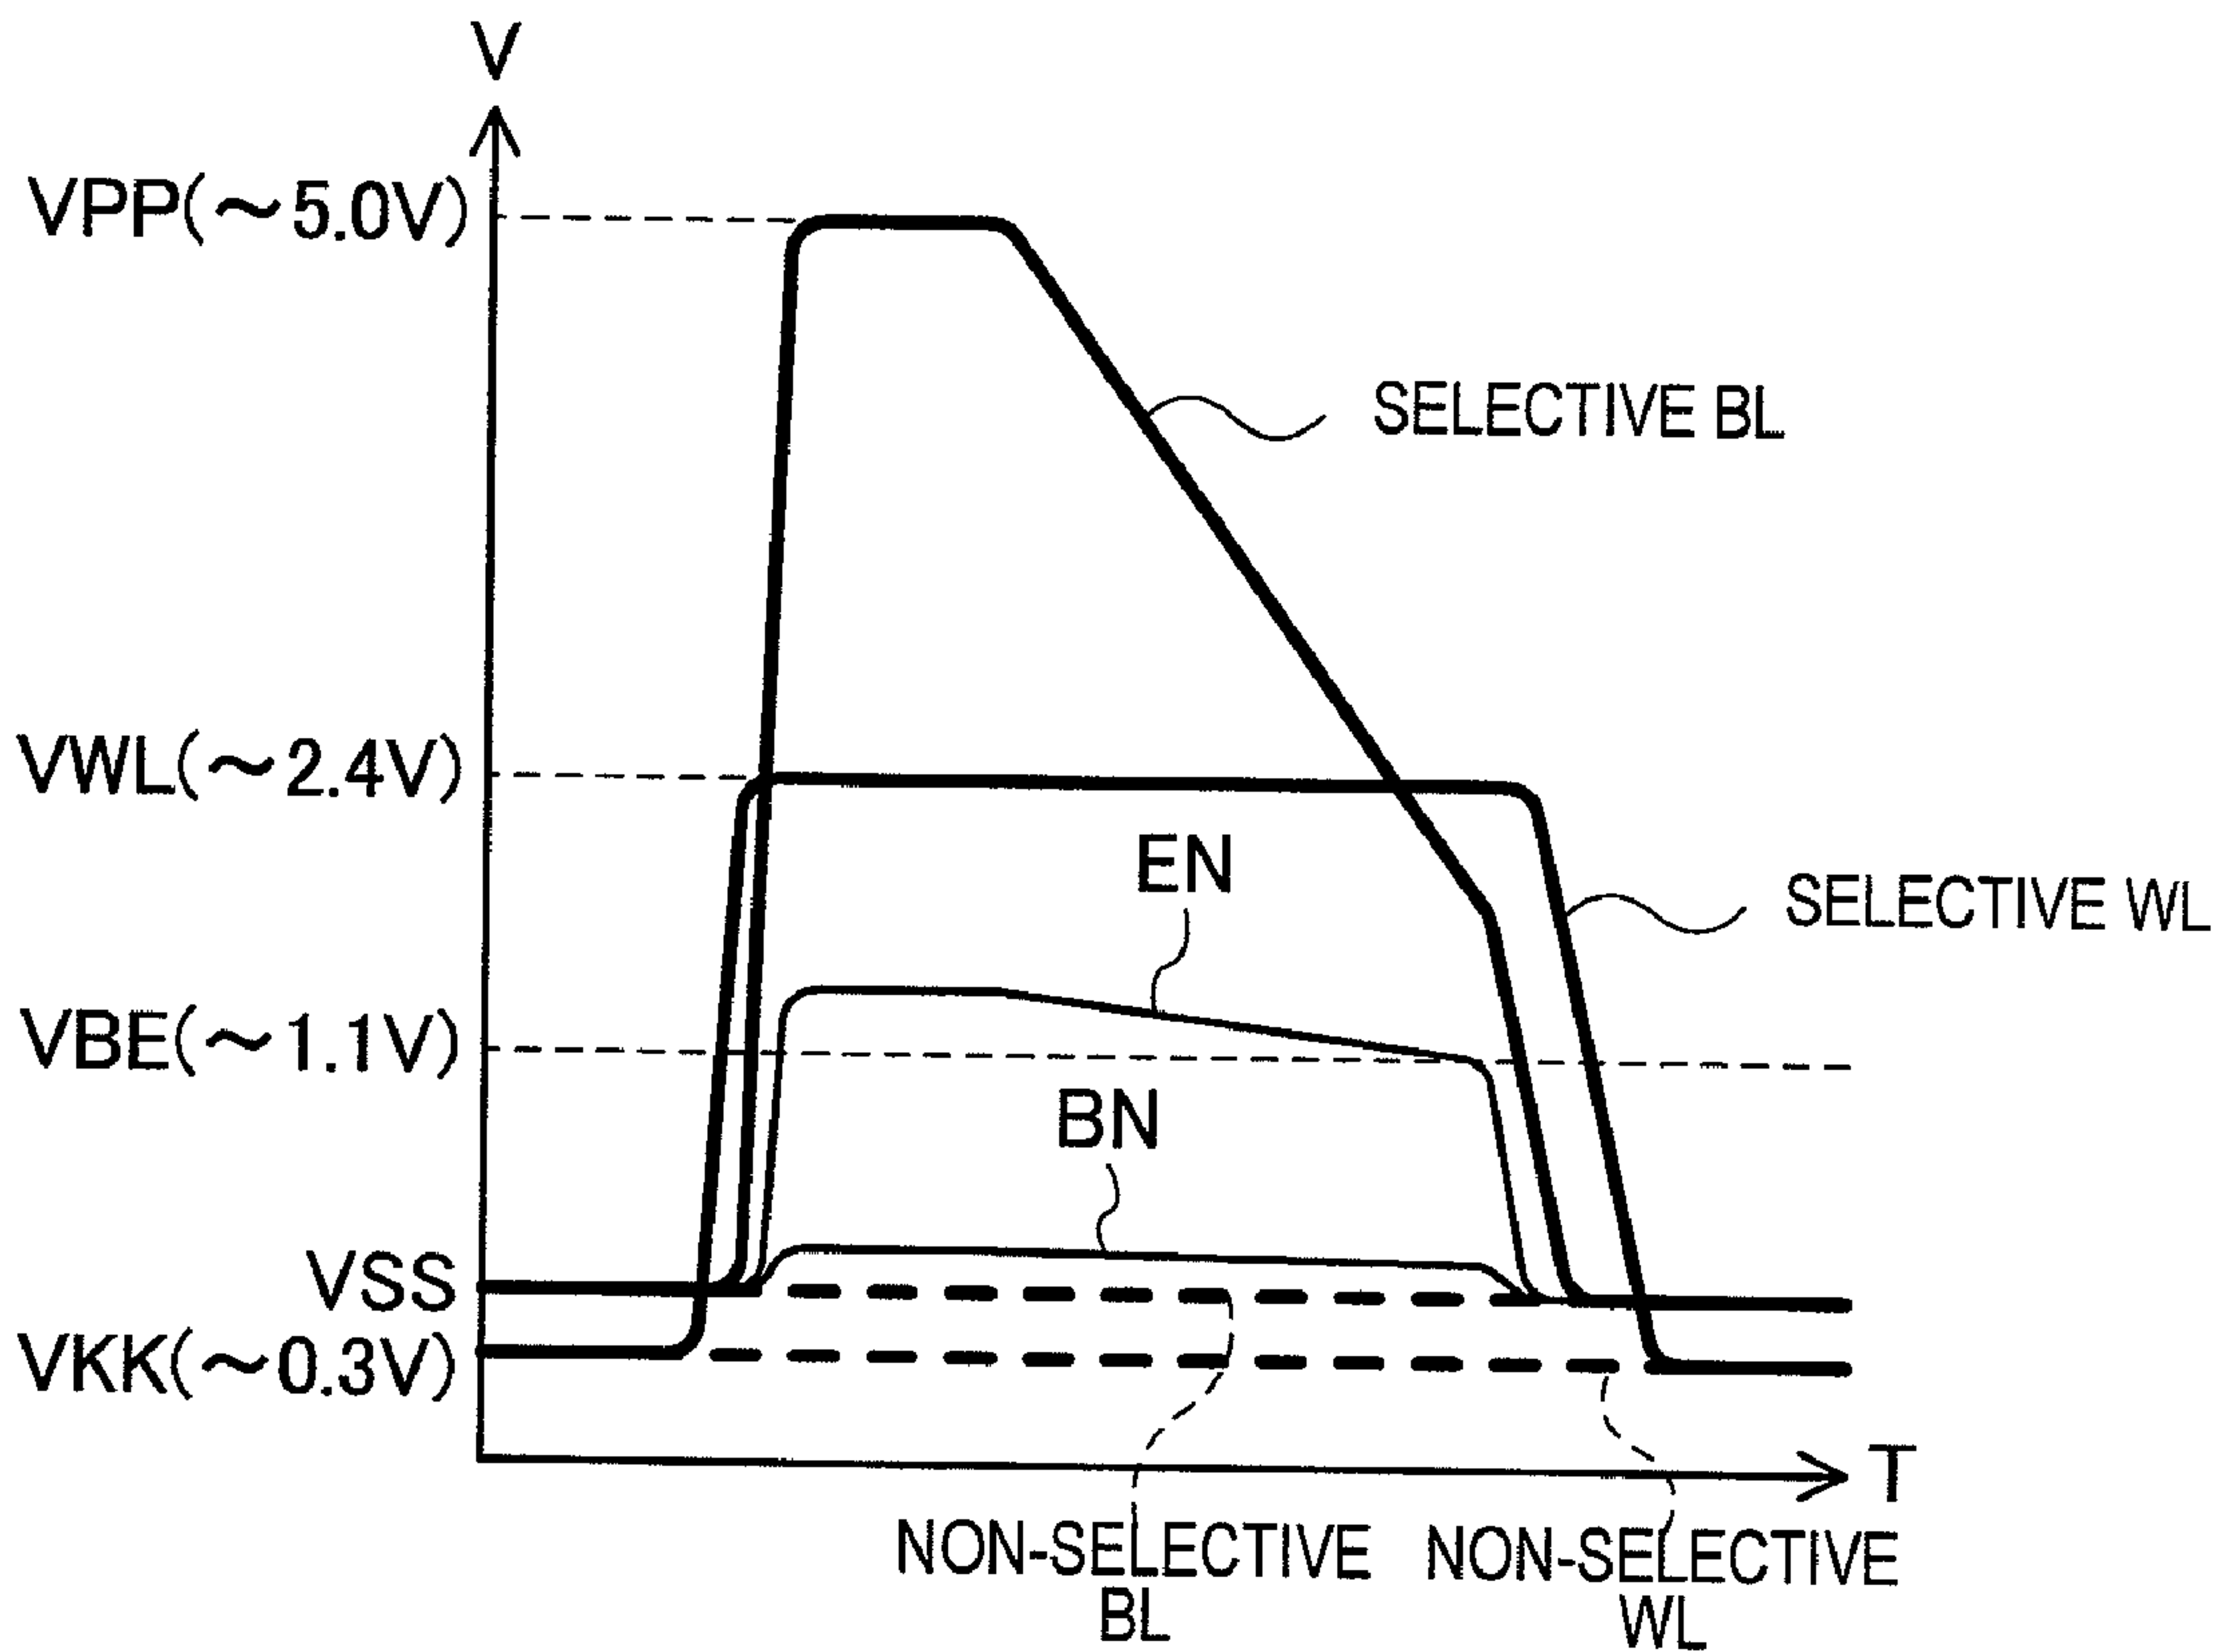 V
VPP(～5.0V)
SELECTIVE BL
VWL(～2.4V)
EN
SELECTIVE WL
VBE(～1.1V)
BN
VSS
VKK(～0.3V)
T
NON-SELECTIVE
BL
NON-SELECTIVE
WL